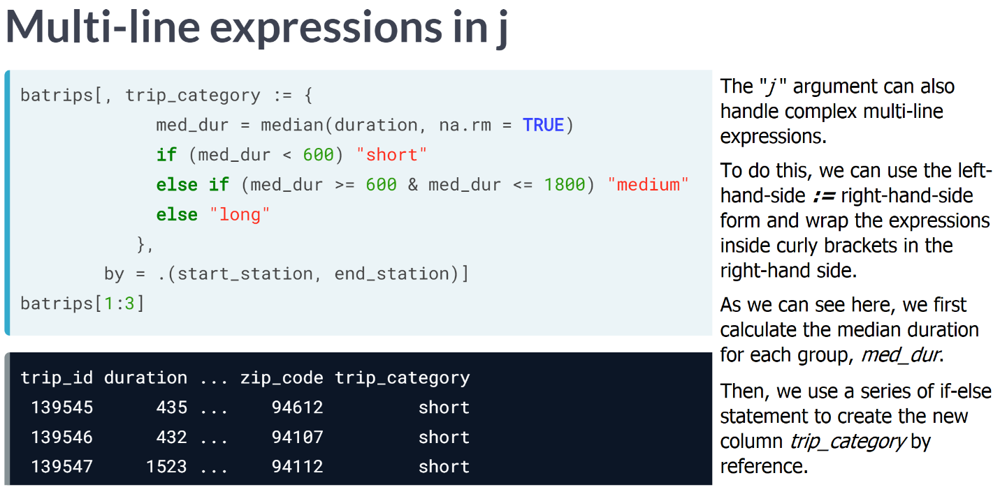 Multi-line expressions in j
batrips[, trip_category := {
med_dur = median(duration, na.rm = TRUE)
if (med_dur < 600) "short"
else if (med_dur >= 600 & med_dur <= 1800) "medium"
else "long"
},
by = .(start_station, end_station)]
batrips[1:3]
trip_id duration ... zip_code trip_category
139545 435 ... 94612 short
139546 432 ... 94107 short
139547 1523 ... 94112 short
The "j" argument can also
handle complex multi-line
expressions.
To do this, we can use the left-
hand-side := right-hand-side
form and wrap the expressions
inside curly brackets in the
right-hand side.
As we can see here, we first
calculate the median duration
for each group, med_dur.
Then, we use a series of if-else
statement to create the new
column trip_category by
reference.